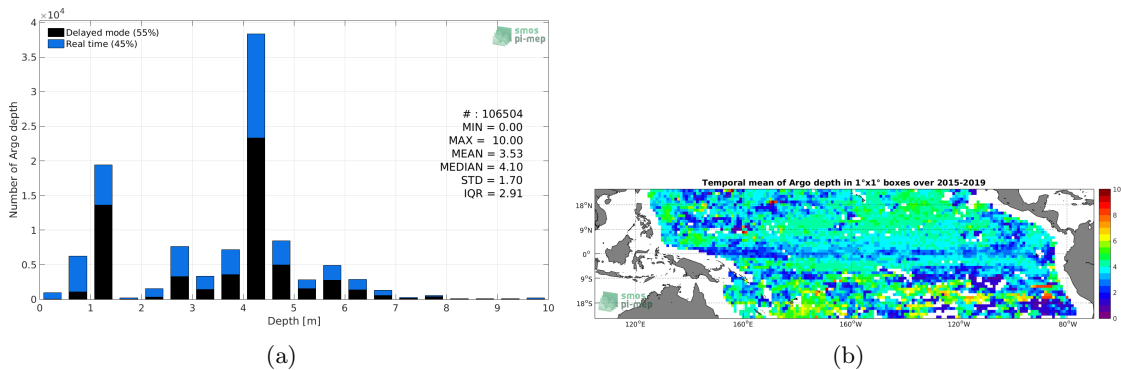 ×10⁴
4
3.5
3
2.5
2
1.5
1
0.5
0
Number of Argo depth
Delayed mode (55%)
Real time (45%)
smos
pi-mep
# : 106504
MIN = 0.00
MAX = 10.00
MEAN = 3.53
MEDIAN = 4.10
STD = 1.70
IQR = 2.91
0 1 2 3 4 5 6 7 8 9 10
Depth [m]
(a)
Temporal mean of Argo depth in 1°x1° boxes over 2015-2019
18°N
9°N
0°
9°S
18°S
smos
pi-mep
120°E 160°E 160°W 120°W 80°W
10
8
6
4
2
0
(b)